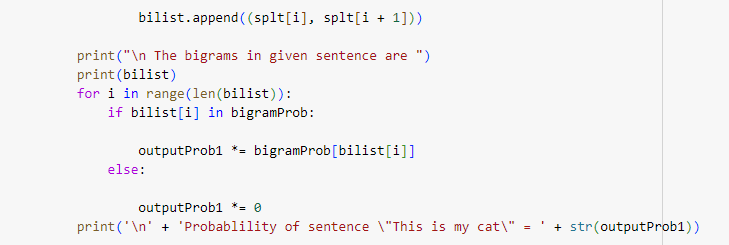 bilist.append((splt[i], splt[i + 1]))
print("\n The bigrams in given sentence are ")
print(bilist)
for i in range(len(bilist)):
if bilist[i] in bigramProb:
outputProb1 *= bigramProb[bilist[i]]
else:
outputProb1 *= 0
print('\n' + 'Probablility of sentence \"This is my cat\" = ' + str(outputProb1))